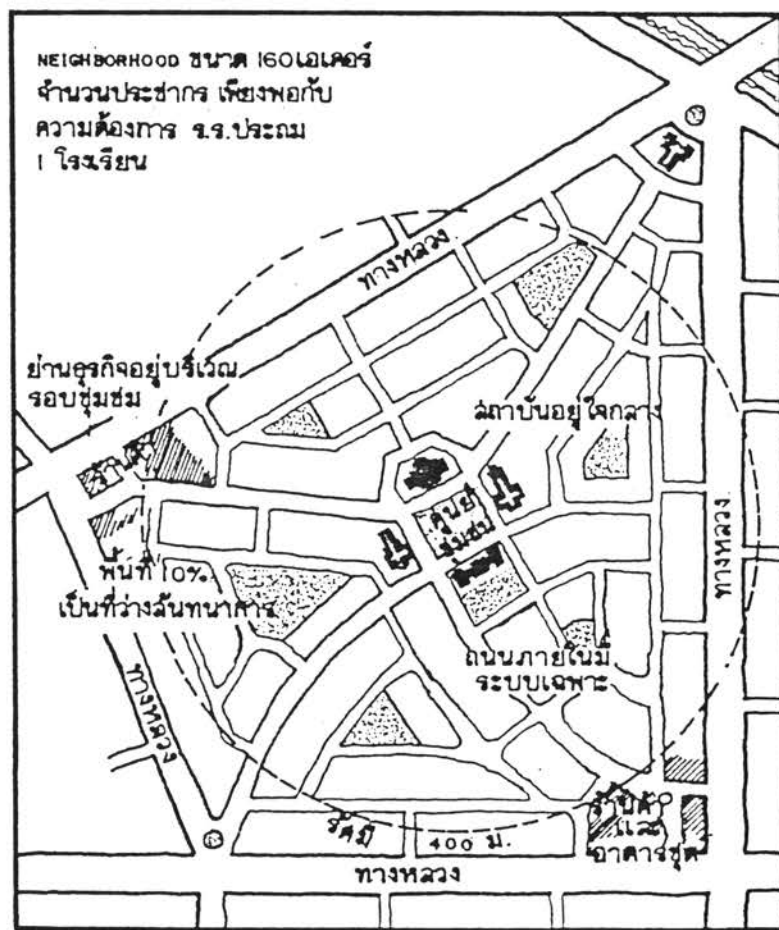 NEIGHBORHOOD ขนาด 160 เอเคอร์
จำนวนประชากร เพียงพอกับ
ความต้องการ ร.ร.ประถม
1 โรงเรียน
ทางหลวง
ย่านธุรกิจอยู่บริเวณ
รอบชุมชน
สถาบันอยู่ใจกลาง
ร้านค้า
ศูนย์
ชุมชน
ทางหลวง
พื้นที่ 10%
เป็นที่ว่างสันทนาการ
ถนนภายในมี
ระบบเฉพาะ
ทางหลวง
ร้านค้า
และ
อาคารชุด
รัศมี
400 ม.
ทางหลวง